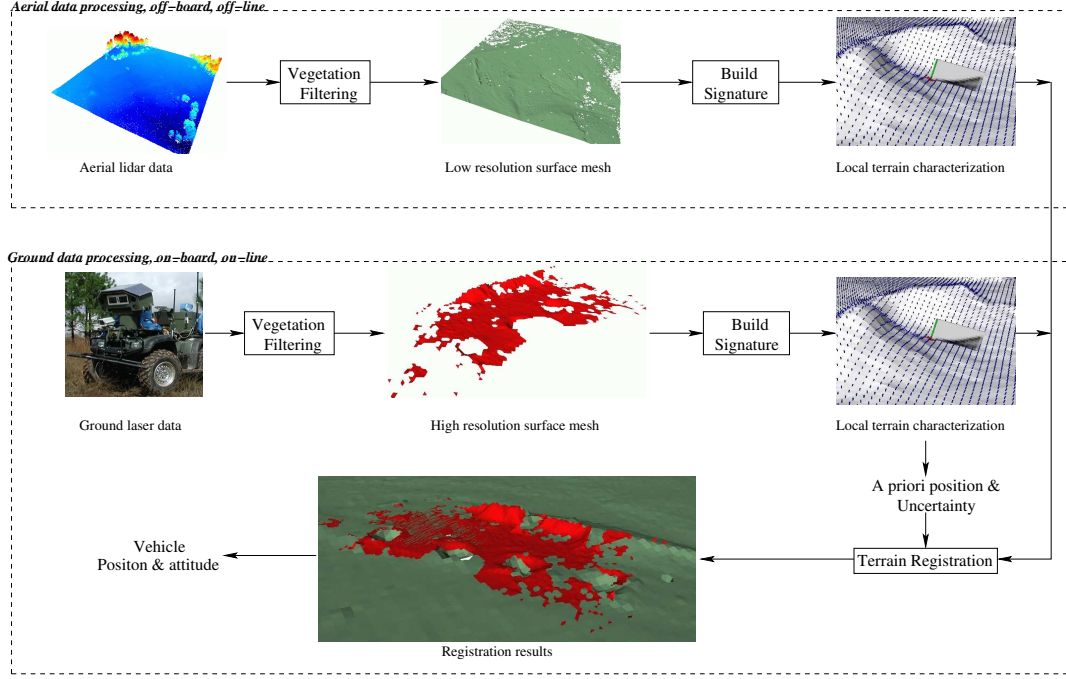 Aerial data processing, off-board, off-line
Vegetation
Filtering
Build
Signature
Aerial lidar data
Low resolution surface mesh
Local terrain characterization
Ground data processing, on-board, on-line
Vegetation
Filtering
Build
Signature
Ground laser data
High resolution surface mesh
Local terrain characterization
A priori position &
Uncertainty
Vehicle
Positon & attitude
Terrain Registration
Registration results